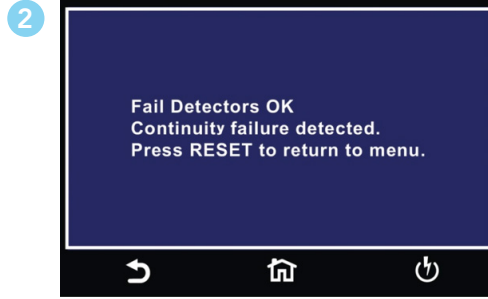 2
Fail Detectors OK
Continuity failure detected.
Press RESET to return to menu.